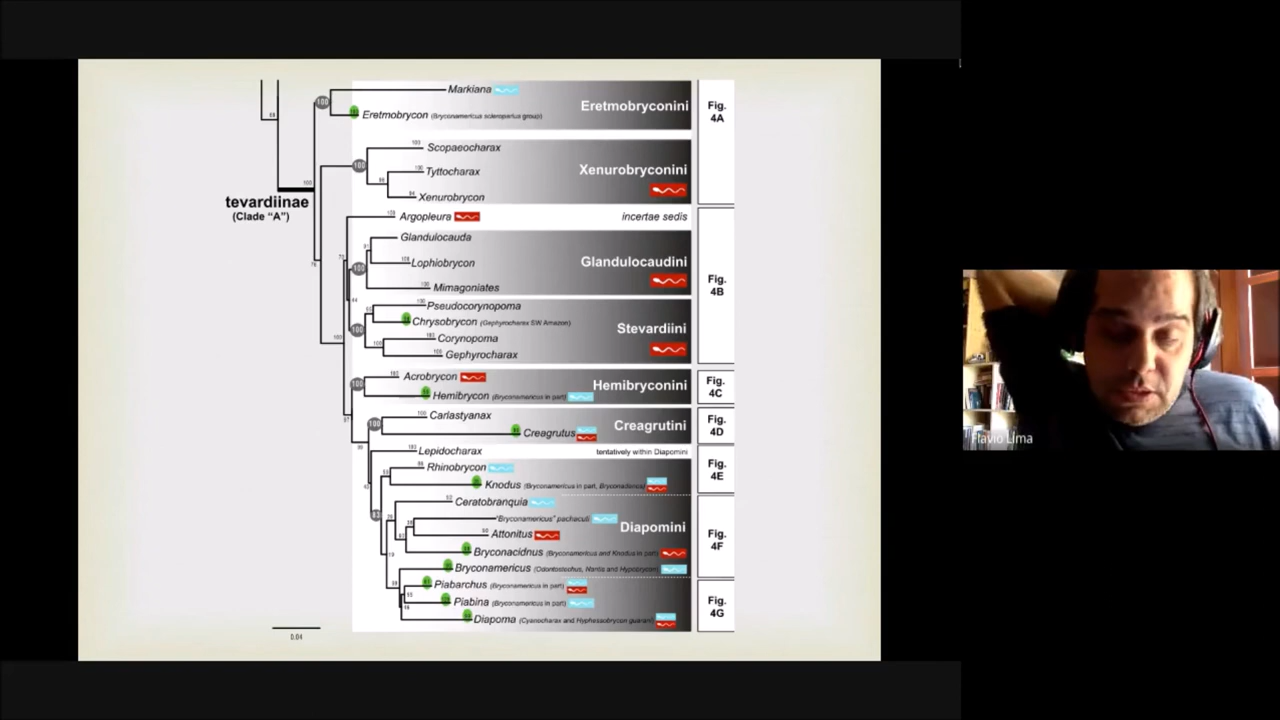 Markiana
Eretmobryconini
Fig.
4A
Eretmobrycon (Bryconamericus scleroparius group)
Scopaeocharax
Tyttocharax
Xenurobryconini
Xenurobrycon
tevardiinae
(Clade "A")
Argopleura
incertae sedis
Glandulocauda
Lophiobrycon
Glandulocaudini
Mimagoniates
Fig.
4B
Pseudocorynopoma
Chrysobrycon (Gephyrocharax SW Amazon)
Stevardiini
Corynopoma
Gephyrocharax
Acrobrycon
Hemibryconini
Hemibrycon (Bryconamericus in part)
Fig.
4C
Carlastyanax
Creagrutus
Creagrutini
Fig.
4D
Lepidocharax
tentatively within Diapomini
Rhinobrycon
Knodus (Bryconamericus in part, Bryconadenos)
Fig.
4E
Ceratobranquia
"Bryconamericus" pachacuti
Attonitus
Diapomini
Bryconacidnus (Bryconamericus and Knodus in part)
Bryconamericus (Odontostoechus, Nantis and Hypobrycon)
Fig.
4F
Piabarchus (Bryconamericus in part)
Piabina (Bryconamericus in part)
Diapoma (Cyanocharax and Hyphessobrycon guarani)
Fig.
4G
0.04
Flavio Lima